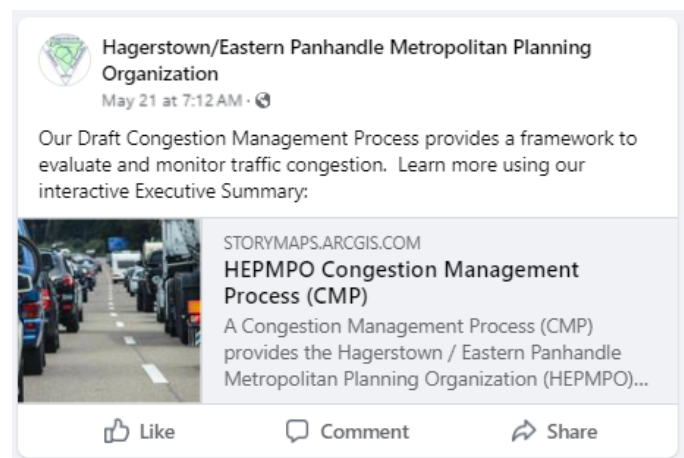 Hagerstown/Eastern Panhandle Metropolitan Planning
Organization
May 21 at 7:12 AM ·
Our Draft Congestion Management Process provides a framework to
evaluate and monitor traffic congestion. Learn more using our
interactive Executive Summary:
STORYMAPS.ARCGIS.COM
HEPMPO Congestion Management
Process (CMP)
A Congestion Management Process (CMP)
provides the Hagerstown / Eastern Panhandle
Metropolitan Planning Organization (HEPMPO)...
Like
Comment
Share